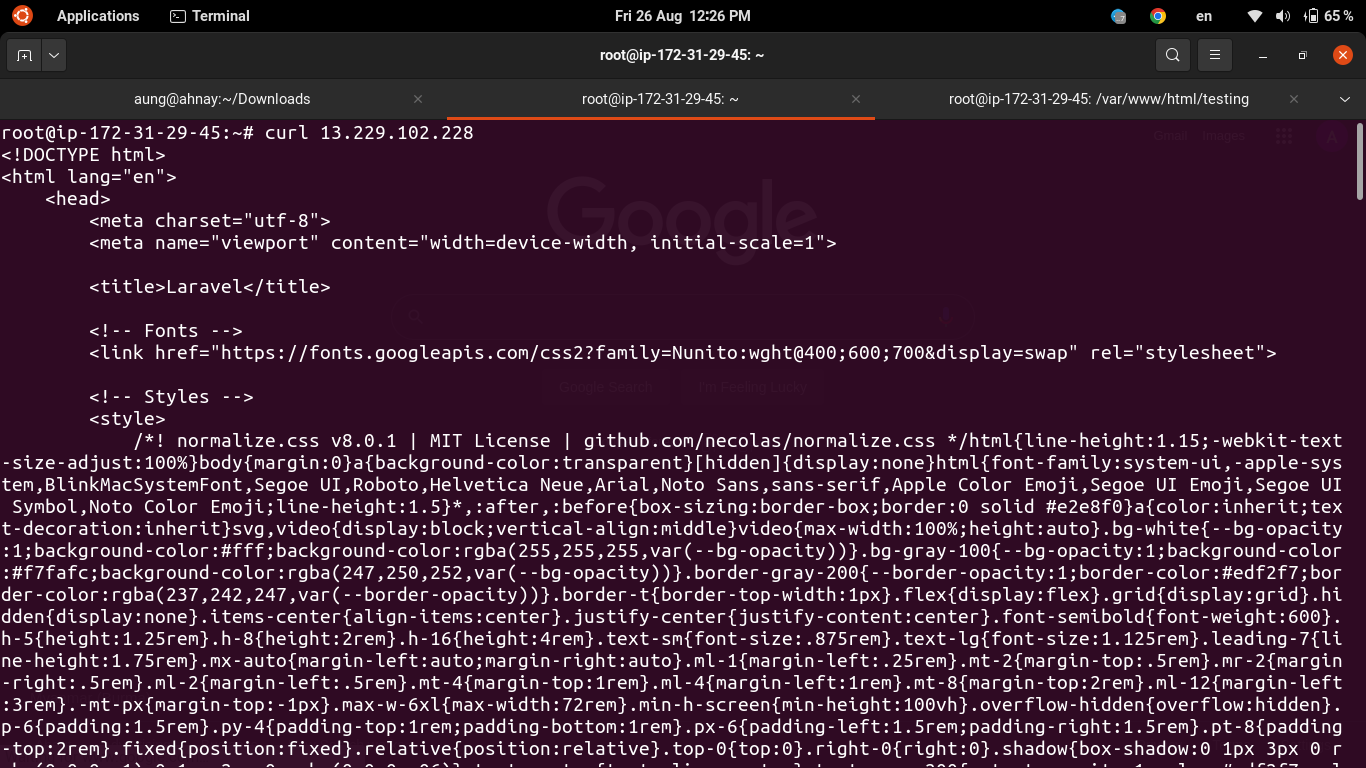 Applications Terminal Fri 26 Aug 12:26 PM en 65 %
root@ip-172-31-29-45: ~
aung@ahnay:~/Downloads root@ip-172-31-29-45: ~ root@ip-172-31-29-45: /var/www/html/testing
root@ip-172-31-29-45:~# curl 13.229.102.228
Gmail Images A
<!DOCTYPE html>
<html lang="en">
    <head>
Google
        <meta charset="utf-8">
        <meta name="viewport" content="width=device-width, initial-scale=1">
        <title>Laravel</title>
        <!-- Fonts -->
        <link href="https://fonts.googleapis.com/css2?family=Nunito:wght@400;600;700&display=swap" rel="stylesheet">
Google Search I'm Feeling Lucky
        <!-- Styles -->
        <style>
            /*! normalize.css v8.0.1 | MIT License | github.com/necolas/normalize.css */html{line-height:1.15;-webkit-text
-size-adjust:100%}body{margin:0}a{background-color:transparent}[hidden]{display:none}html{font-family:system-ui,-apple-sys
tem,BlinkMacSystemFont,Segoe UI,Roboto,Helvetica Neue,Arial,Noto Sans,sans-serif,Apple Color Emoji,Segoe UI Emoji,Segoe UI
 Symbol,Noto Color Emoji;line-height:1.5}*,:after,:before{box-sizing:border-box;border:0 solid #e2e8f0}a{color:inherit;tex
t-decoration:inherit}svg,video{display:block;vertical-align:middle}video{max-width:100%;height:auto}.bg-white{--bg-opacity
:1;background-color:#fff;background-color:rgba(255,255,255,var(--bg-opacity))}.bg-gray-100{--bg-opacity:1;background-color
:#f7fafc;background-color:rgba(247,250,252,var(--bg-opacity))}.border-gray-200{--border-opacity:1;border-color:#edf2f7;bor
der-color:rgba(237,242,247,var(--border-opacity))}.border-t{border-top-width:1px}.flex{display:flex}.grid{display:grid}.hi
dden{display:none}.items-center{align-items:center}.justify-center{justify-content:center}.font-semibold{font-weight:600}.
h-5{height:1.25rem}.h-8{height:2rem}.h-16{height:4rem}.text-sm{font-size:.875rem}.text-lg{font-size:1.125rem}.leading-7{li
ne-height:1.75rem}.mx-auto{margin-left:auto;margin-right:auto}.ml-1{margin-left:.25rem}.mt-2{margin-top:.5rem}.mr-2{margin
-right:.5rem}.ml-2{margin-left:.5rem}.mt-4{margin-top:1rem}.ml-4{margin-left:1rem}.mt-8{margin-top:2rem}.ml-12{margin-left
:3rem}.-mt-px{margin-top:-1px}.max-w-6xl{max-width:72rem}.min-h-screen{min-height:100vh}.overflow-hidden{overflow:hidden}.
p-6{padding:1.5rem}.py-4{padding-top:1rem;padding-bottom:1rem}.px-6{padding-left:1.5rem;padding-right:1.5rem}.pt-8{padding
-top:2rem}.fixed{position:fixed}.relative{position:relative}.top-0{top:0}.right-0{right:0}.shadow{box-shadow:0 1px 3px 0 r